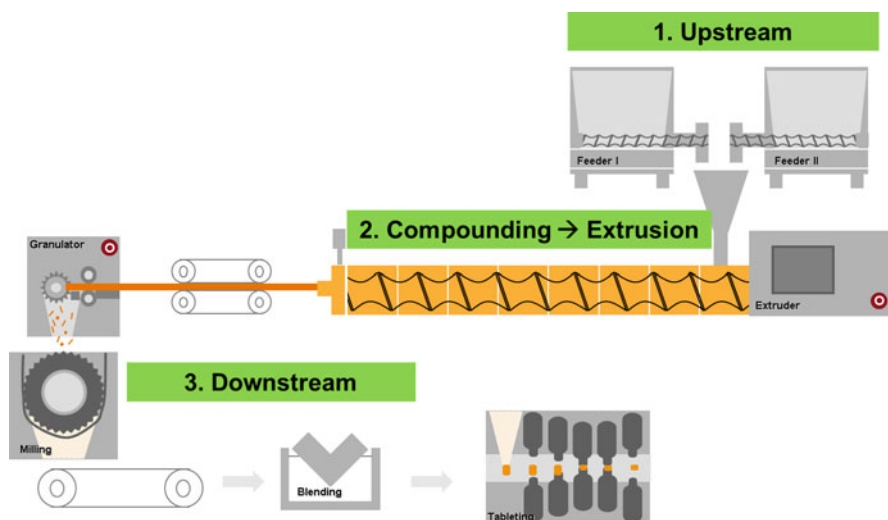 1. Upstream
Feeder I
Feeder II
2. Compounding → Extrusion
Granulator
Extruder
3. Downstream
Milling
Blending
Tableting